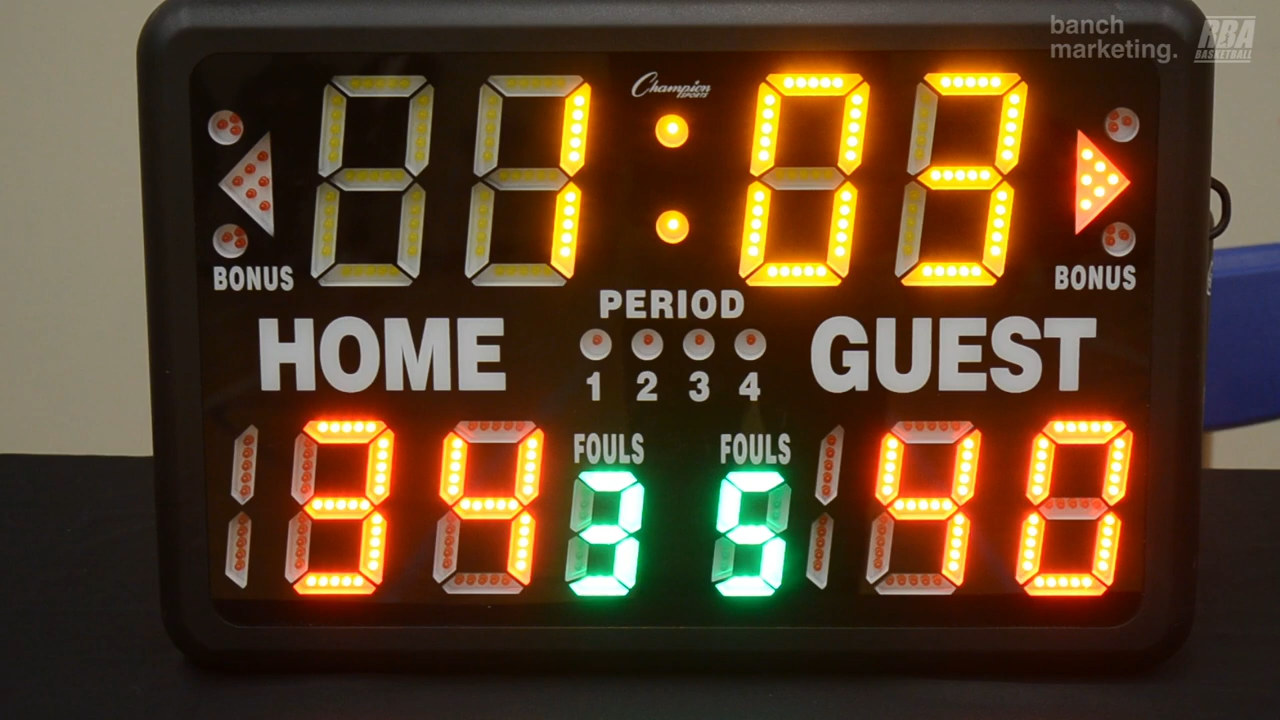 banch
marketing.
RBA
BASKETBALL
Champion
SPORTS
1:03
BONUS
BONUS
PERIOD
HOME
GUEST
1 2 3 4
FOULS
FOULS
34
3
5
40